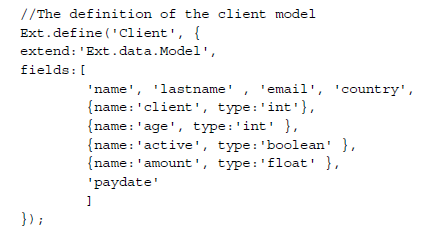 //The definition of the client model
Ext.define('Client', {
extend:'Ext.data.Model',
fields:[
'name', 'lastname' , 'email', 'country',
{name:'client', type:'int'},
{name:'age', type:'int' },
{name:'active', type:'boolean' },
{name:'amount', type:'float' },
'paydate'
]
});